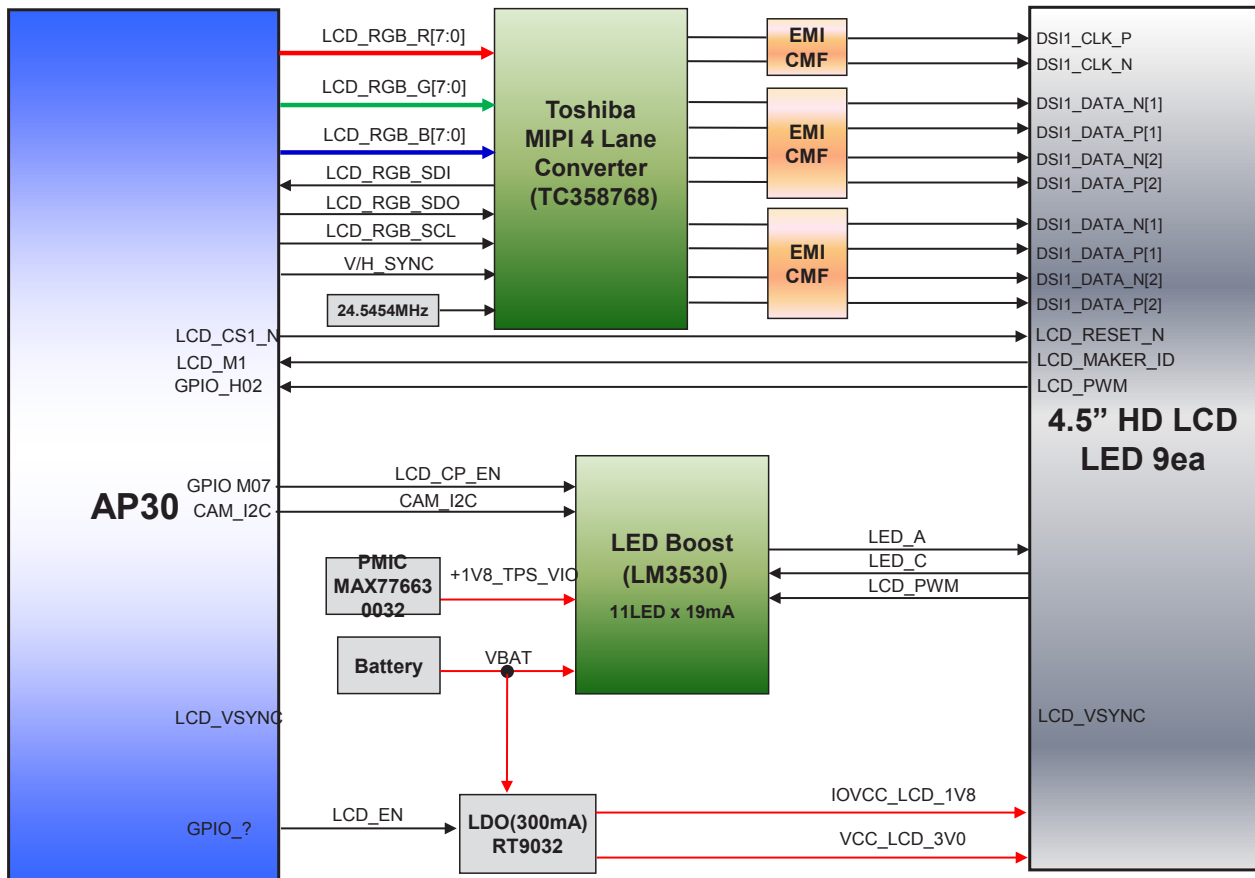 LCD_RGB_R[7:0]
LCD_RGB_G[7:0]
LCD_RGB_B[7:0]
LCD_RGB_SDI
LCD_RGB_SDO
LCD_RGB_SCL
V/H_SYNC
24.5454MHz
Toshiba
MIPI 4 Lane
Converter
(TC358768)
EMI
CMF
EMI
CMF
EMI
CMF
DSI1_CLK_P
DSI1_CLK_N
DSI1_DATA_N[1]
DSI1_DATA_P[1]
DSI1_DATA_N[2]
DSI1_DATA_P[2]
DSI1_DATA_N[1]
DSI1_DATA_P[1]
DSI1_DATA_N[2]
DSI1_DATA_P[2]
LCD_CS1_N
LCD_M1
GPIO_H02
LCD_RESET_N
LCD_MAKER_ID
LCD_PWM
4.5” HD LCD
LED 9ea
AP30
GPIO M07
CAM_I2C
LCD_CP_EN
CAM_I2C
PMIC
MAX77663
0032
+1V8_TPS_VIO
Battery
VBAT
LED Boost
(LM3530)
11LED x 19mA
LED_A
LED_C
LCD_PWM
LCD_VSYNC
LCD_VSYNC
GPIO_?
LCD_EN
LDO(300mA)
RT9032
IOVCC_LCD_1V8
VCC_LCD_3V0